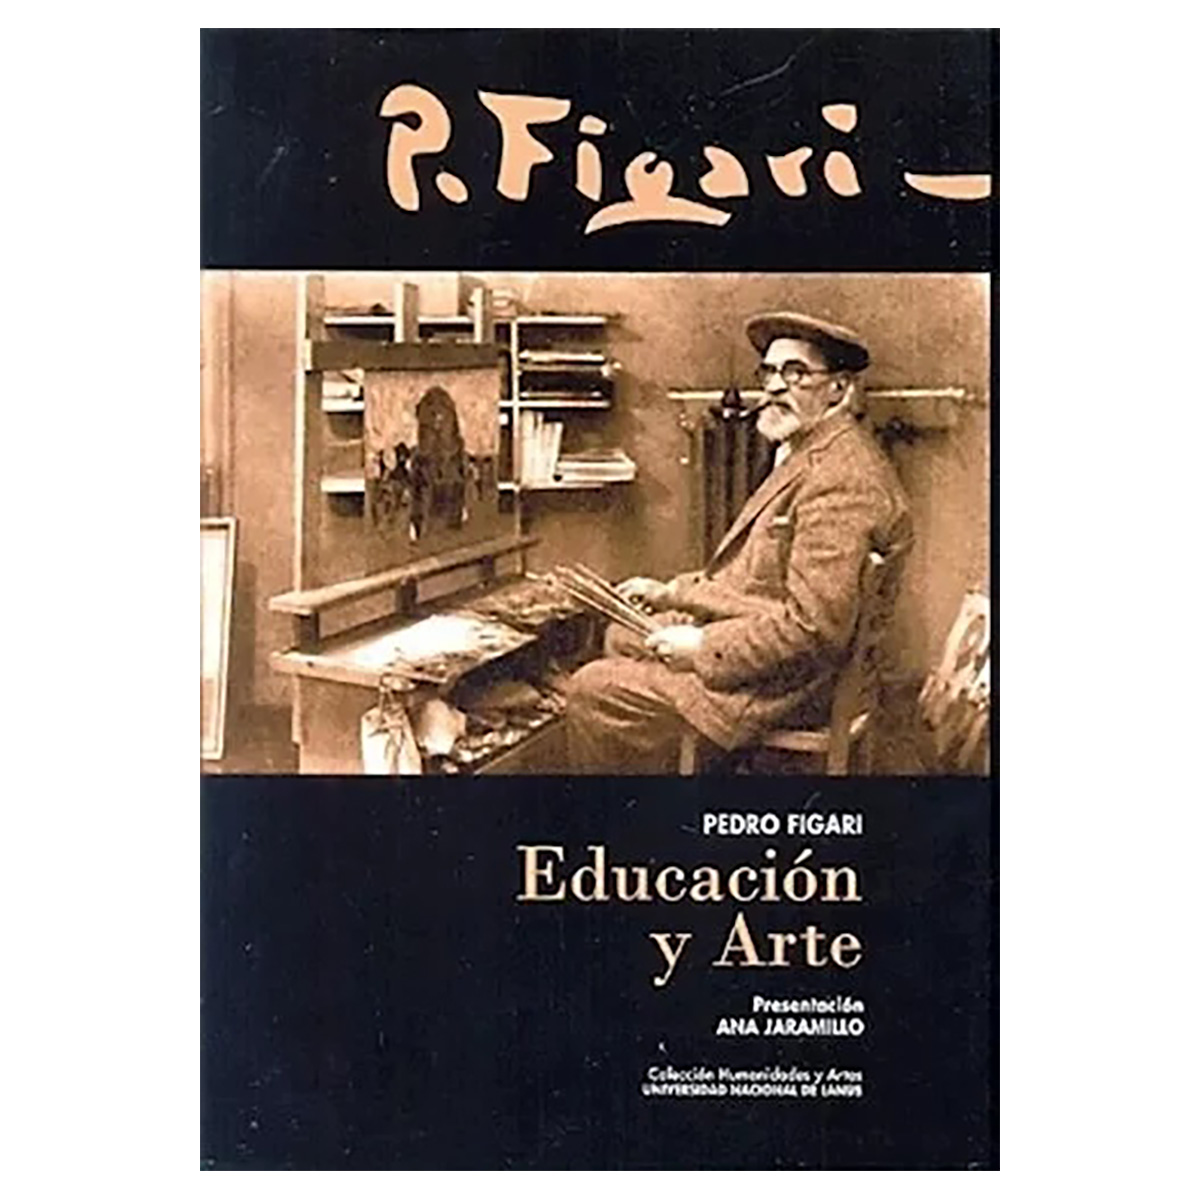 P. Figari
PEDRO FIGARI
Educación
y Arte
Presentación
ANA JARAMILLO
Colección Humanidades y Artes
UNIVERSIDAD NACIONAL DE LANUS